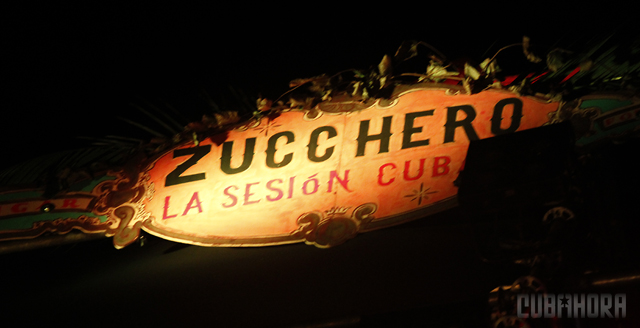 ZUCCHERO
LA SESIóN CUB
CUBAHORA